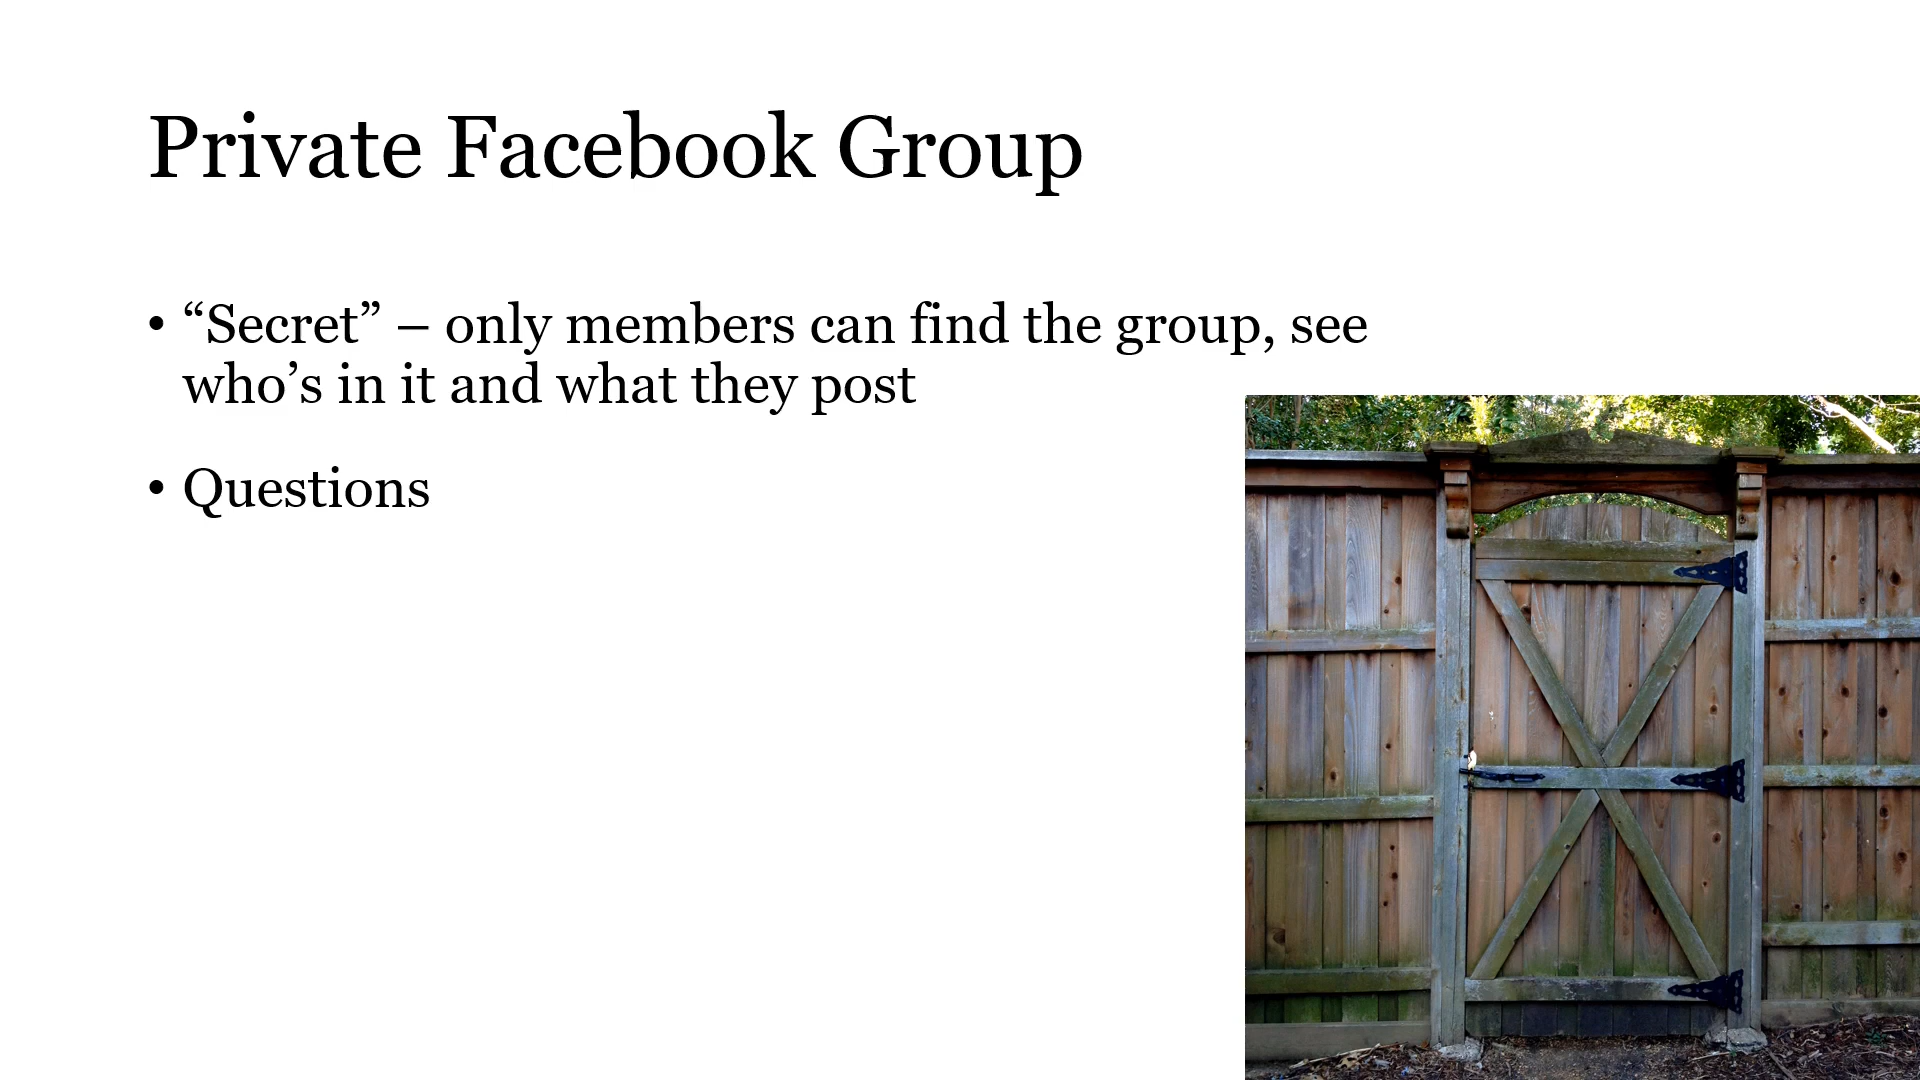 Private Facebook Group
• “Secret” – only members can find the group, see
who’s in it and what they post
• Questions